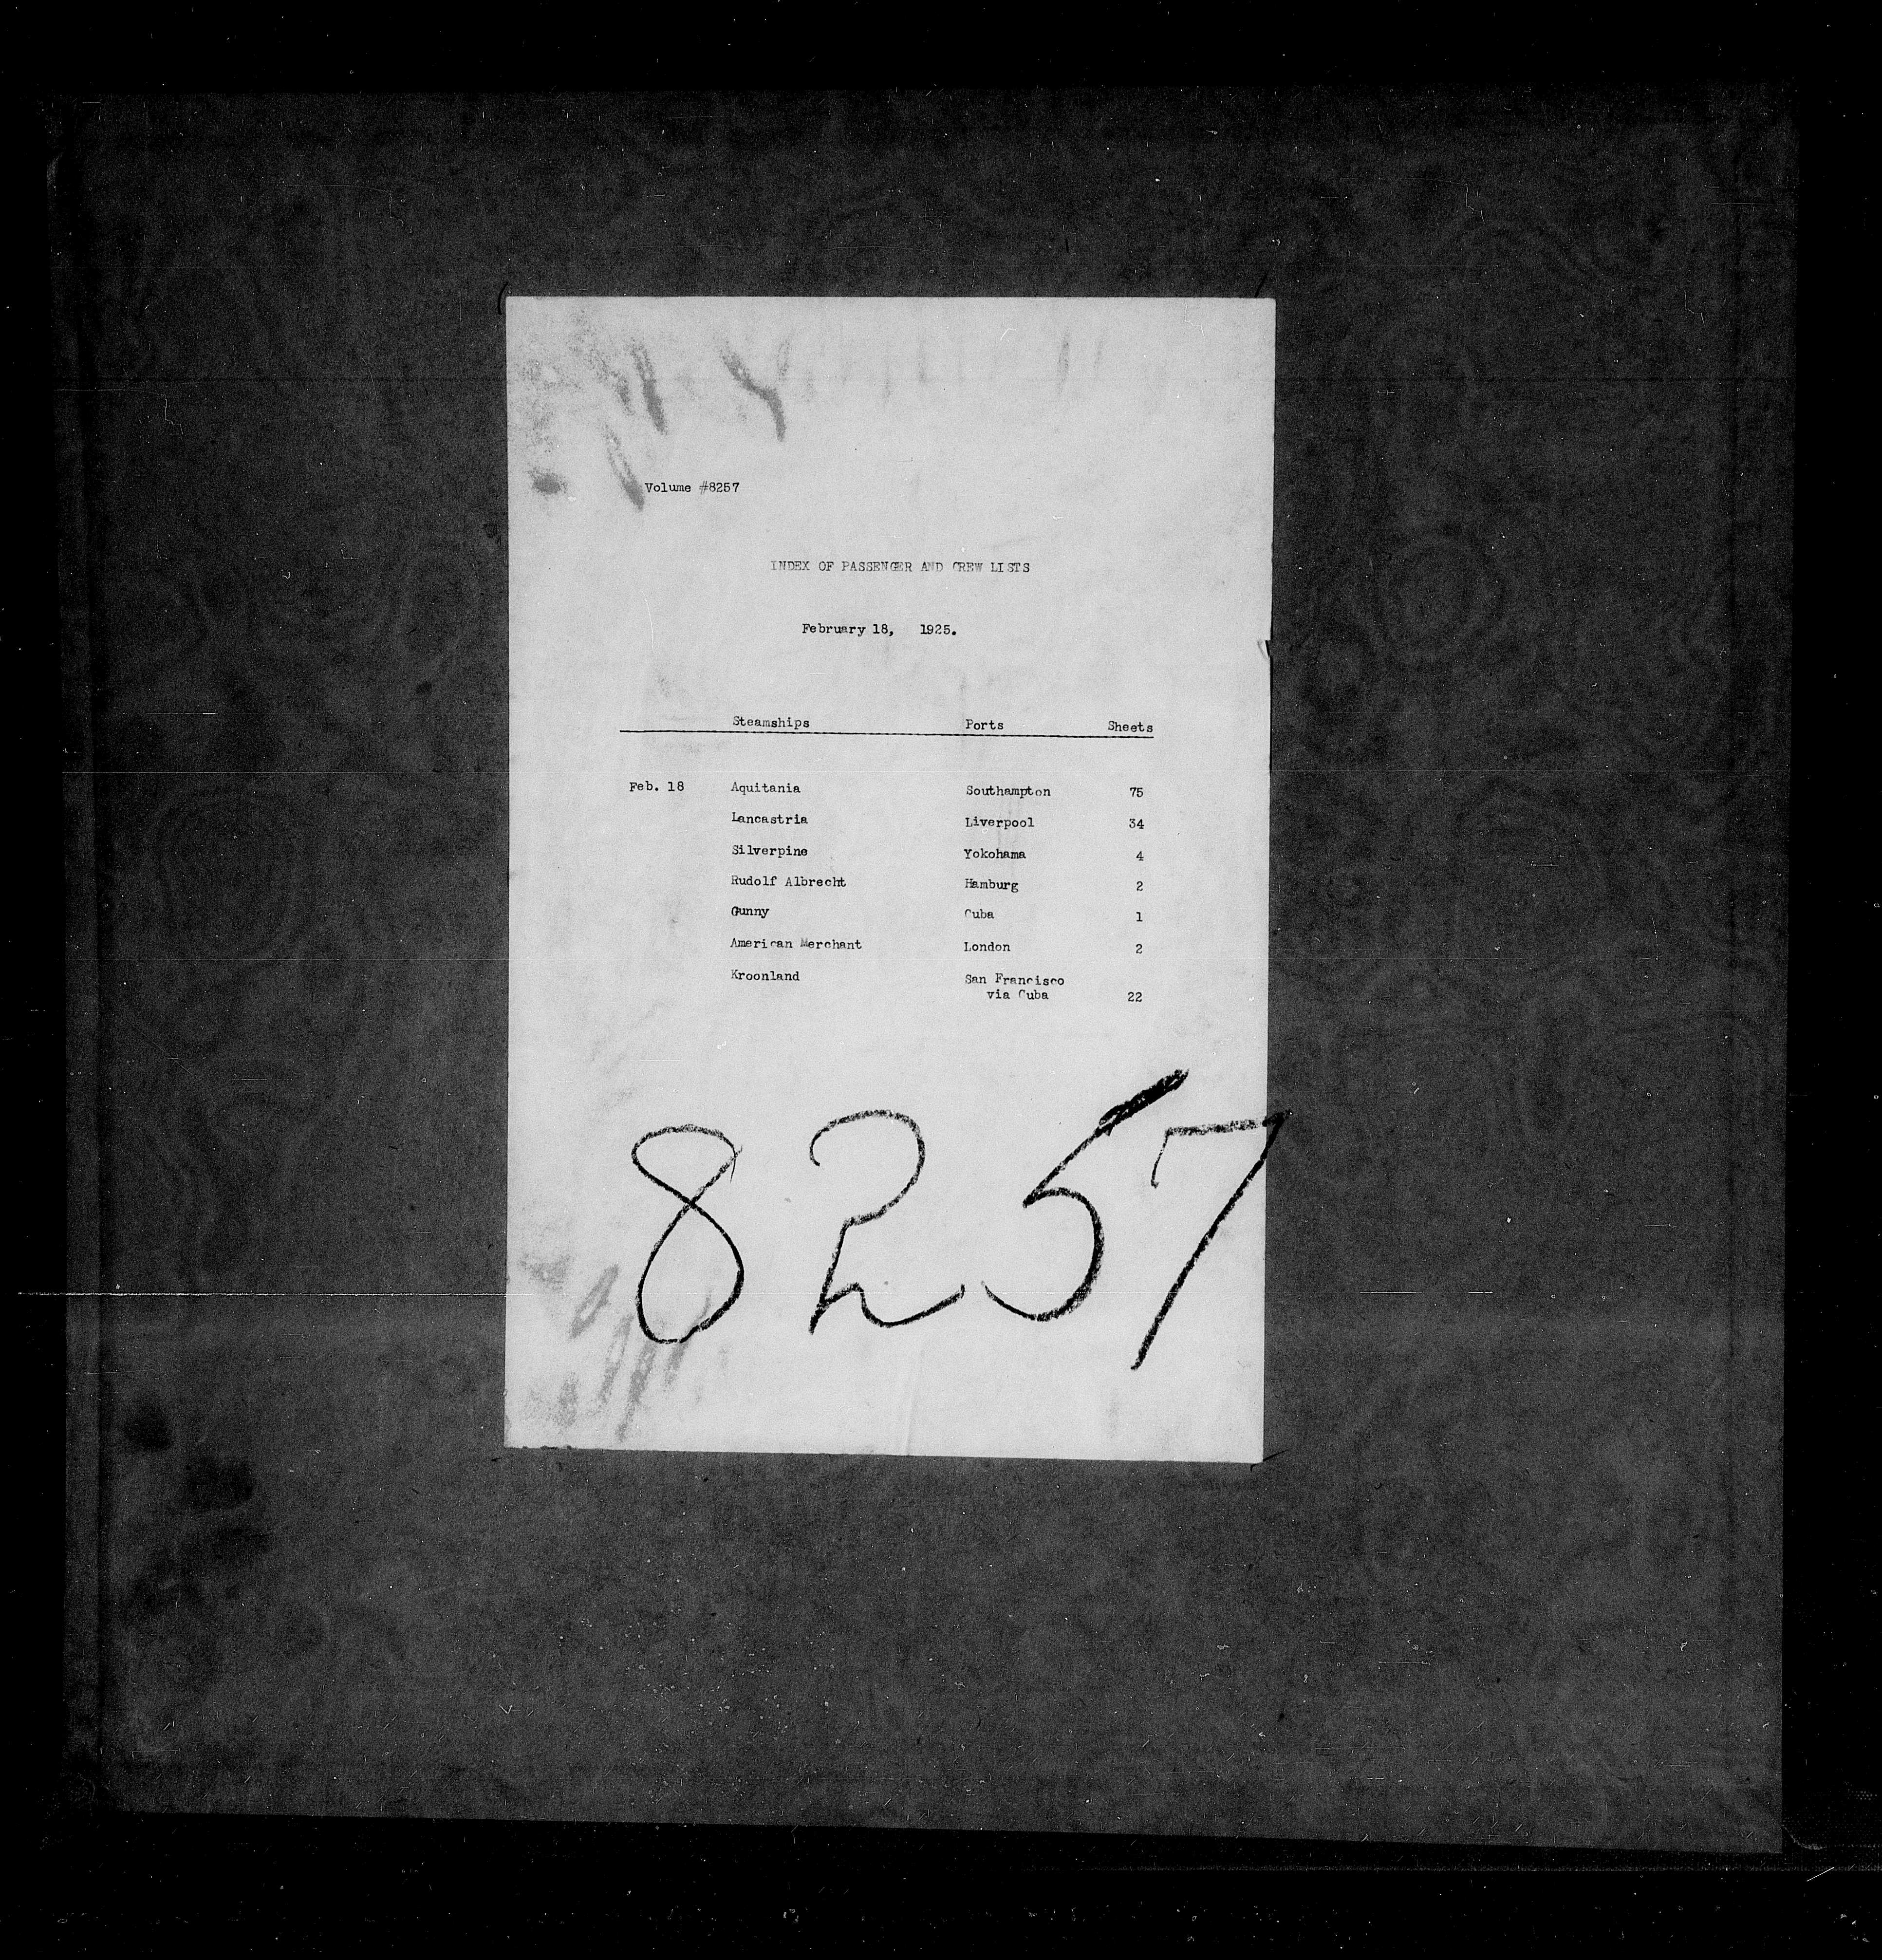 Volume #8257
INDEX OF PASSENGER AND CREW LISTS
February 18, 1925.
Steamships Ports Sheets
Feb. 18 Aquitania Southampton 75
Lancastria Liverpool 34
Silverpine Yokohama 4
Rudolf Albrecht Hamburg 2
Gunny Cuba 1
American Merchant London 2
Kroonland San Francisco
via Cuba 22
8257